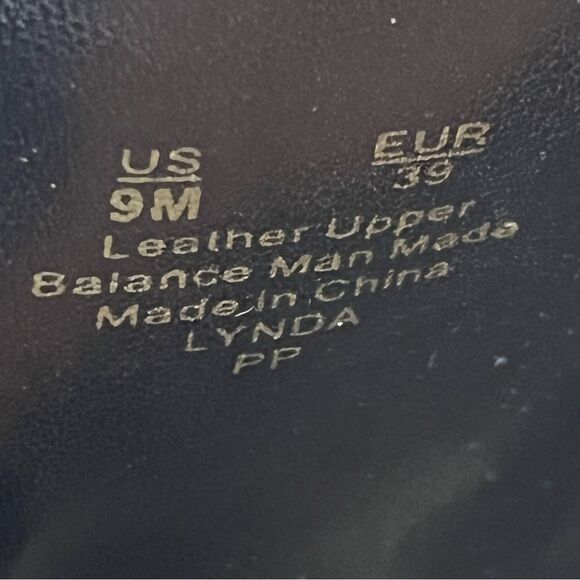 US EUR
9M 39
Leather Upper
Balance Man Made
Made In China
LYNDA
PP